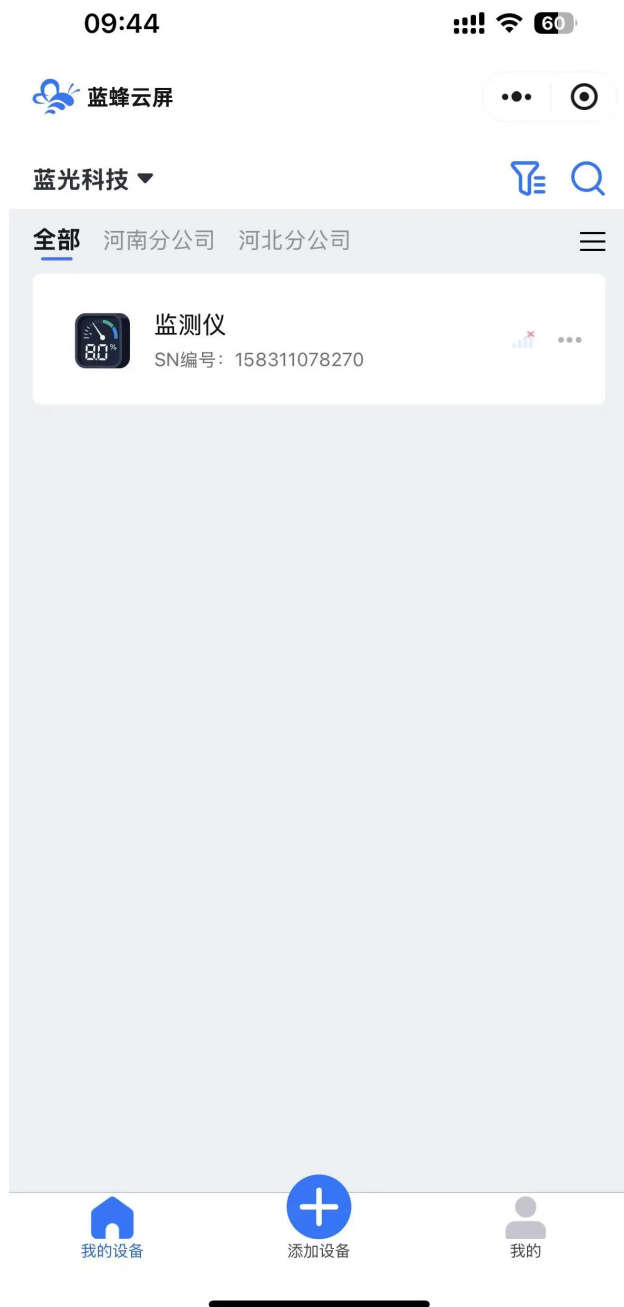 09:44
60
蓝蜂云屏
蓝光科技
全部 河南分公司 河北分公司
监测仪
8.0%
SN编号：158311078270
我的设备 添加设备 我的